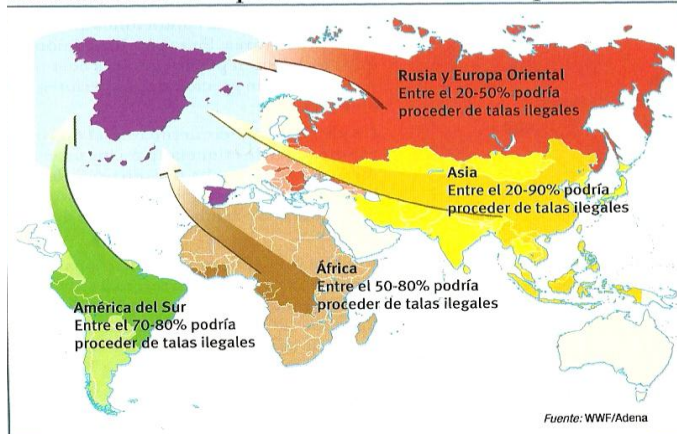 Rusia y Europa Oriental
Entre el 20-50% podría
proceder de talas ilegales
Asia
Entre el 20-90% podría
proceder de talas ilegales
África
Entre el 50-80% podría
proceder de talas ilegales
América del Sur
Entre el 70-80% podría
proceder de talas ilegales
Fuente: WWF/Adena